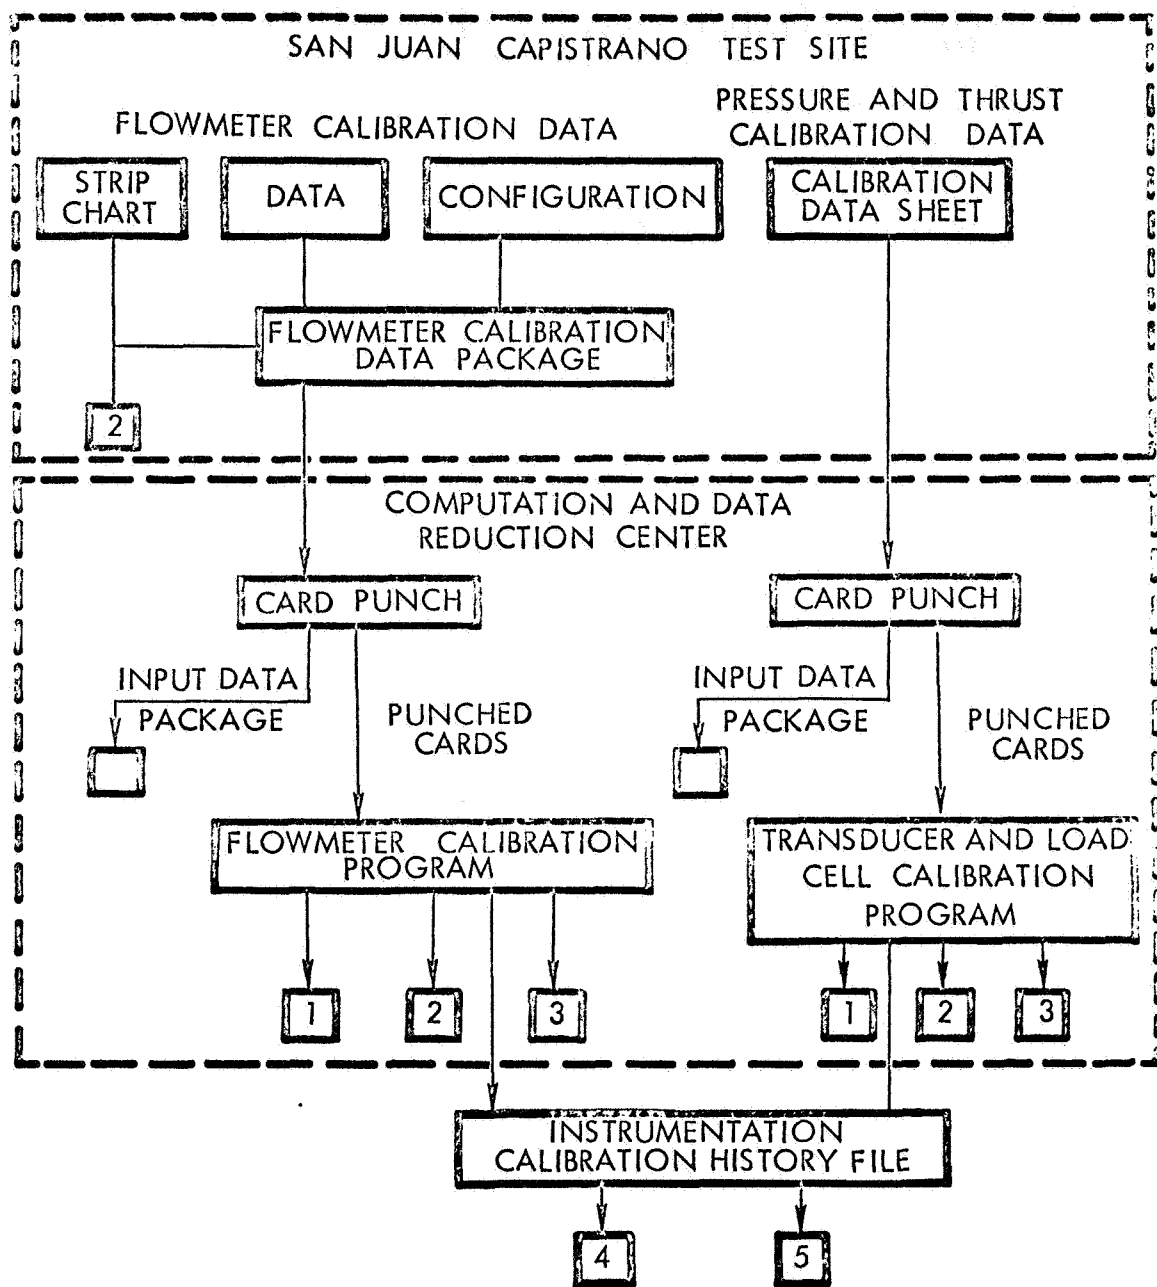 SAN JUAN CAPISTRANO TEST SITE
FLOWMETER CALIBRATION DATA
PRESSURE AND THRUST
CALIBRATION DATA
STRIP
CHART
DATA
CONFIGURATION
CALIBRATION
DATA SHEET
FLOWMETER CALIBRATION
DATA PACKAGE
2
COMPUTATION AND DATA
REDUCTION CENTER
CARD PUNCH
CARD PUNCH
INPUT DATA
PACKAGE
PUNCHED
CARDS
INPUT DATA
PACKAGE
PUNCHED
CARDS
FLOWMETER CALIBRATION
PROGRAM
TRANSDUCER AND LOAD
CELL CALIBRATION
PROGRAM
1
2
3
1
2
3
INSTRUMENTATION
CALIBRATION HISTORY FILE
4
5